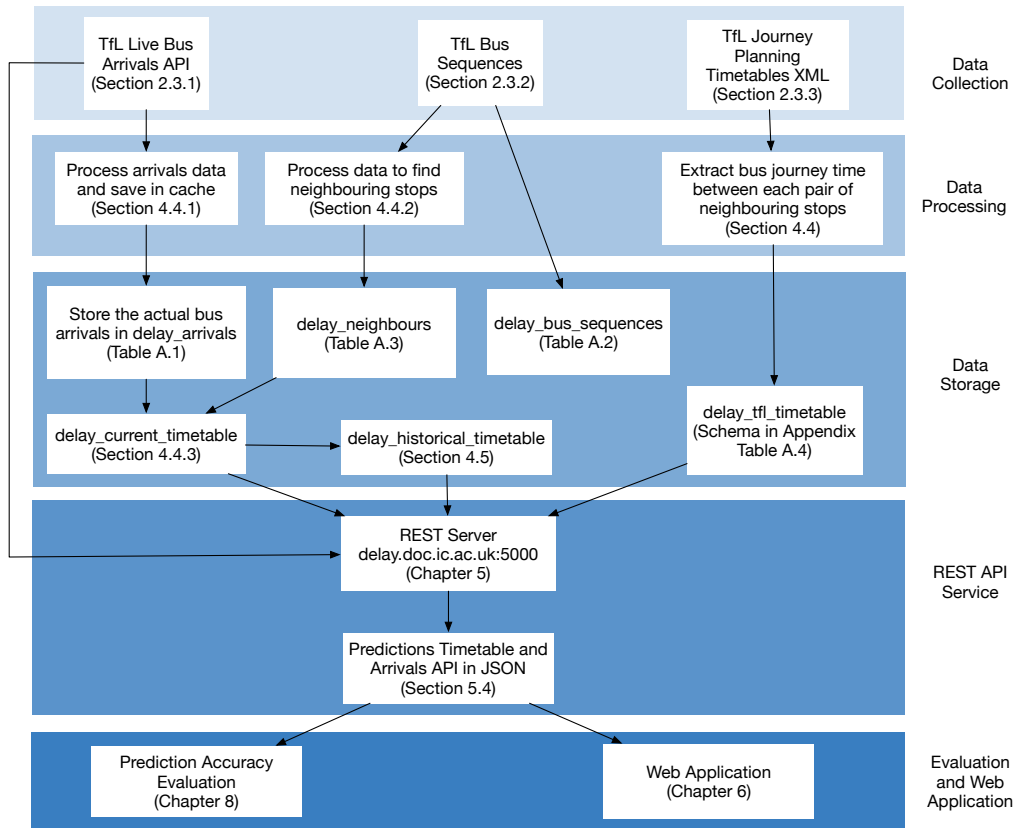 TfL Live Bus
Arrivals API
(Section 2.3.1)
TfL Bus
Sequences
(Section 2.3.2)
TfL Journey
Planning
Timetables XML
(Section 2.3.3)
Data
Collection
Process arrivals data
and save in cache
(Section 4.4.1)
Process data to find
neighbouring stops
(Section 4.4.2)
Extract bus journey time
between each pair of
neighbouring stops
(Section 4.4)
Data
Processing
Store the actual bus
arrivals in delay_arrivals
(Table A.1)
delay_neighbours
(Table A.3)
delay_bus_sequences
(Table A.2)
Data
Storage
delay_current_timetable
(Section 4.4.3)
delay_historical_timetable
(Section 4.5)
delay_tfl_timetable
(Schema in Appendix
Table A.4)
REST Server
delay.doc.ic.ac.uk:5000
(Chapter 5)
REST API
Service
Predictions Timetable and
Arrivals API in JSON
(Section 5.4)
Prediction Accuracy
Evaluation
(Chapter 8)
Web Application
(Chapter 6)
Evaluation
and Web
Application